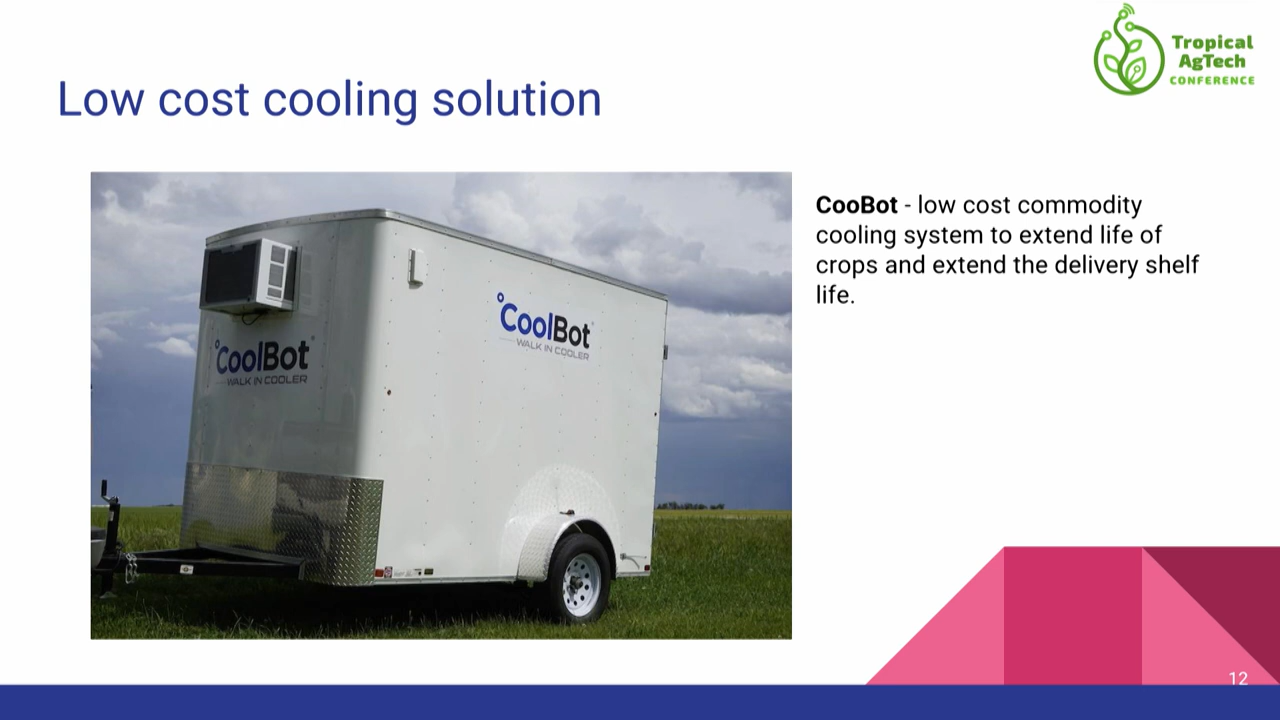 Tropical
AgTech
CONFERENCE
Low cost cooling solution
CooBot - low cost commodity
cooling system to extend life of
crops and extend the delivery shelf
life.
CoolBot
WALK IN COOLER
CoolBot
WALK IN COOLER
12